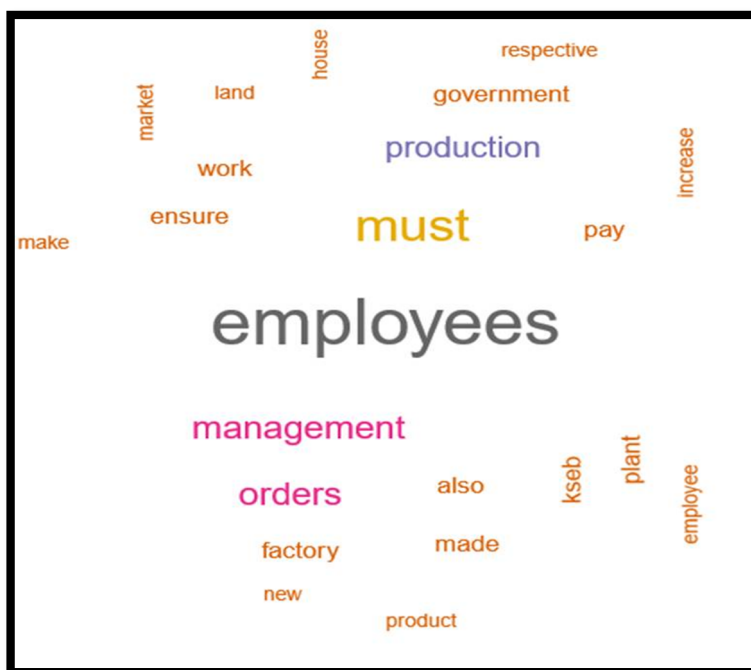 house
respective
market
land
government
production
increase
work
ensure
must
pay
make
employees
management
orders
also
kseb
plant
employee
factory
made
new
product